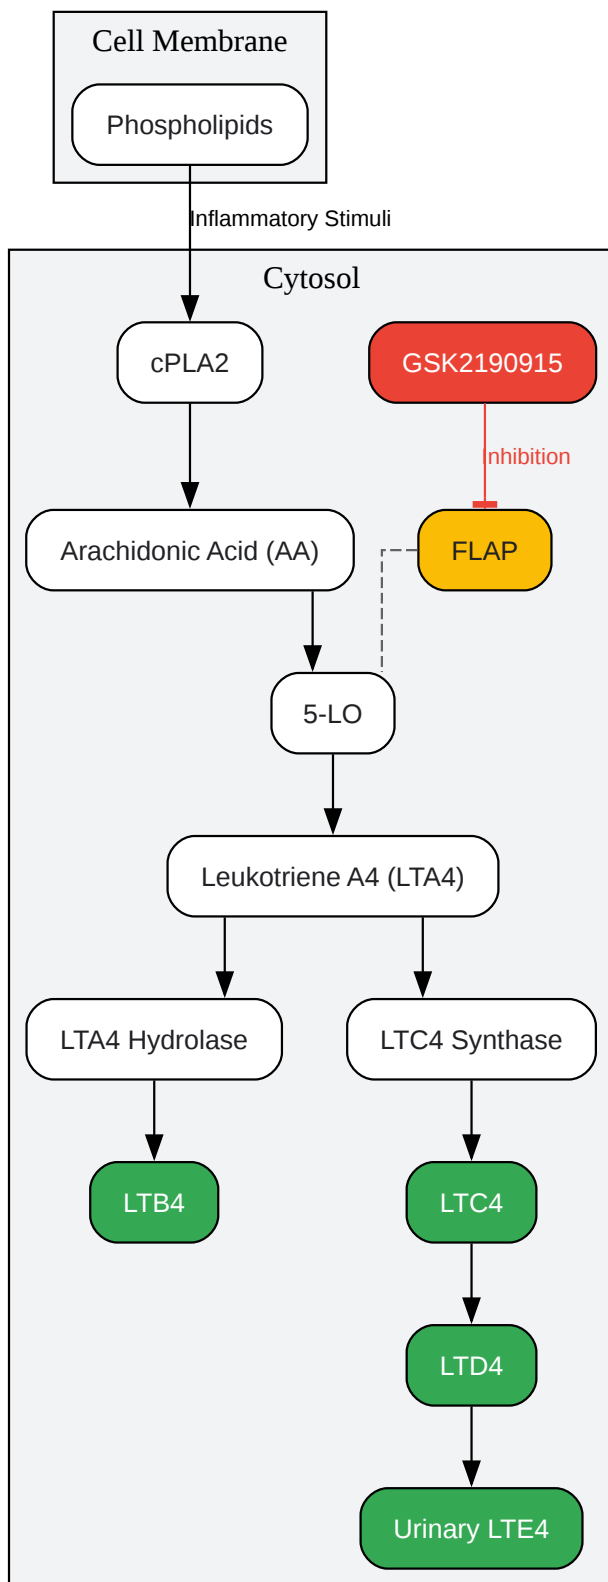 Cell Membrane
Phospholipids
Inflammatory Stimuli
Cytosol
cPLA2
GSK2190915
Inhibition
Arachidonic Acid (AA)
FLAP
5-LO
Leukotriene A4 (LTA4)
LTA4 Hydrolase
LTC4 Synthase
LTB4
LTC4
LTD4
Urinary LTE4